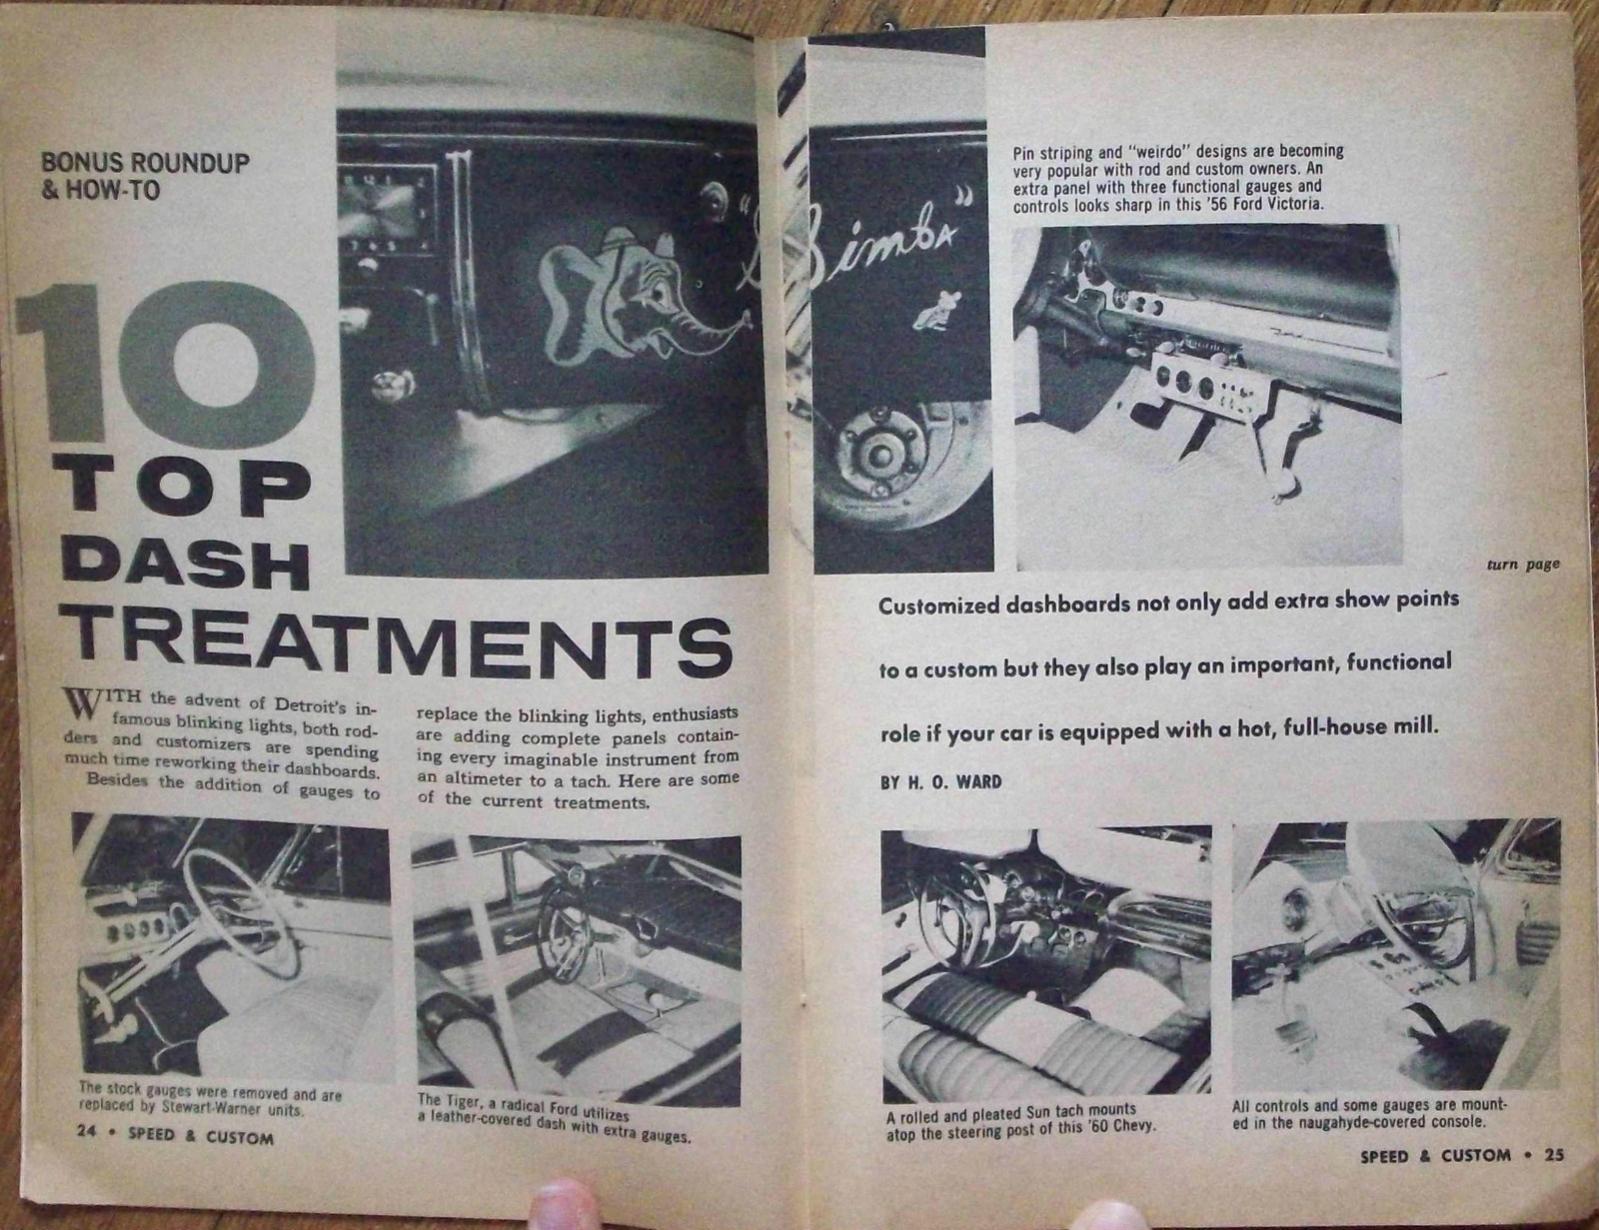 BONUS ROUNDUP
& HOW-TO
10
TOP
DASH
TREATMENTS
WITH the advent of Detroit's in-
famous blinking lights, both rod-
ders and customizers are spending
much time reworking their dashboards.
Besides the addition of gauges to
replace the blinking lights, enthusiasts
are adding complete panels contain-
ing every imaginable instrument from
an altimeter to a tach. Here are some
of the current treatments.
The stock gauges were removed and are
replaced by Stewart-Warner units.
The Tiger, a radical Ford utilizes
a leather-covered dash with extra gauges.
24 • SPEED & CUSTOM
"Simba"
Pin striping and "weirdo" designs are becoming
very popular with rod and custom owners. An
extra panel with three functional gauges and
controls looks sharp in this '56 Ford Victoria.
turn page
Customized dashboards not only add extra show points
to a custom but they also play an important, functional
role if your car is equipped with a hot, full-house mill.
BY H. O. WARD
A rolled and pleated Sun tach mounts
atop the steering post of this '60 Chevy.
All controls and some gauges are mount-
ed in the naugahyde-covered console.
SPEED & CUSTOM • 25